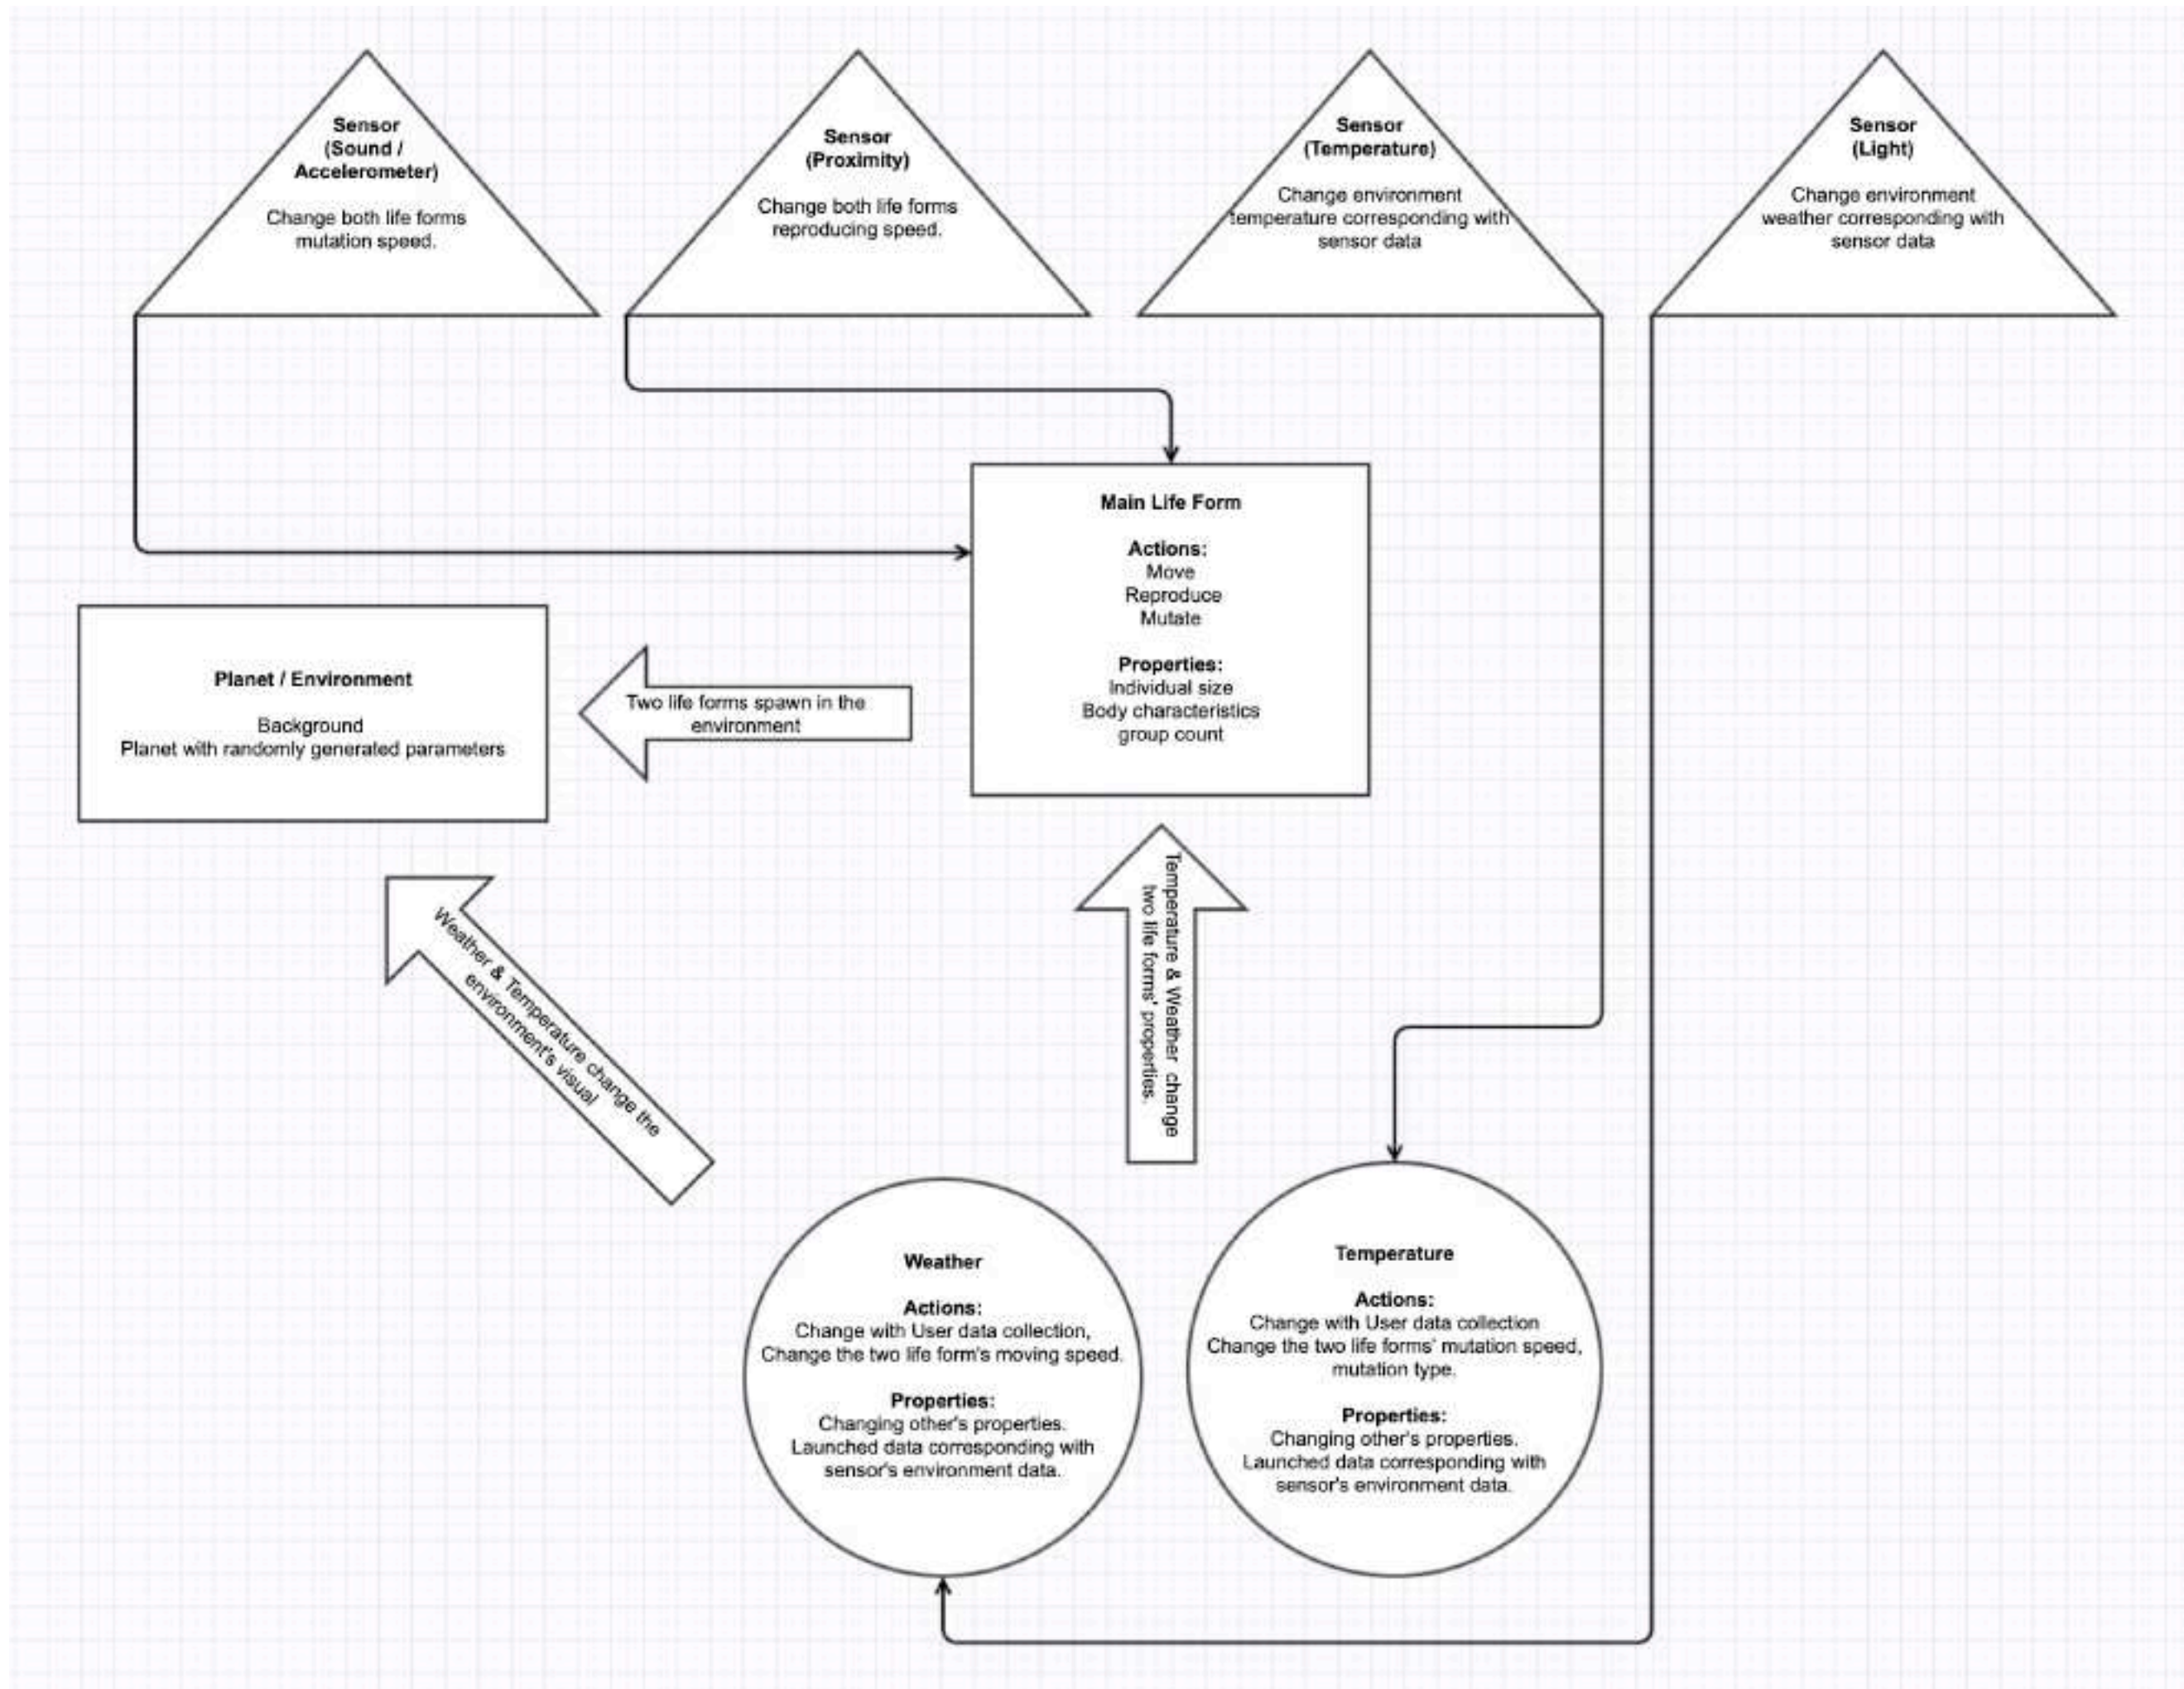 Sensor
(Sound /
Accelerometer)
Change both life forms
mutation speed.
Sensor
(Proximity)
Change both life forms
reproducing speed.
Sensor
(Temperature)
Change environment
temperature corresponding with
sensor data
Sensor
(Light)
Change environment
weather corresponding with
sensor data
Main Life Form
Actions:
Move
Reproduce
Mutate
Properties:
Individual size
Body characteristics
group count
Planet / Environment
Background
Planet with randomly generated parameters
Two life forms spawn in the
environment
Weather & Temperature change the
environment's visual
Temperature & Weather change
two life forms' properties.
Weather
Actions:
Change with User data collection,
Change the two life form's moving speed.
Properties:
Changing other's properties.
Launched data corresponding with
sensor's environment data.
Temperature
Actions:
Change with User data collection
Change the two life forms' mutation speed,
mutation type.
Properties:
Changing other's properties.
Launched data corresponding with
sensor's environment data.